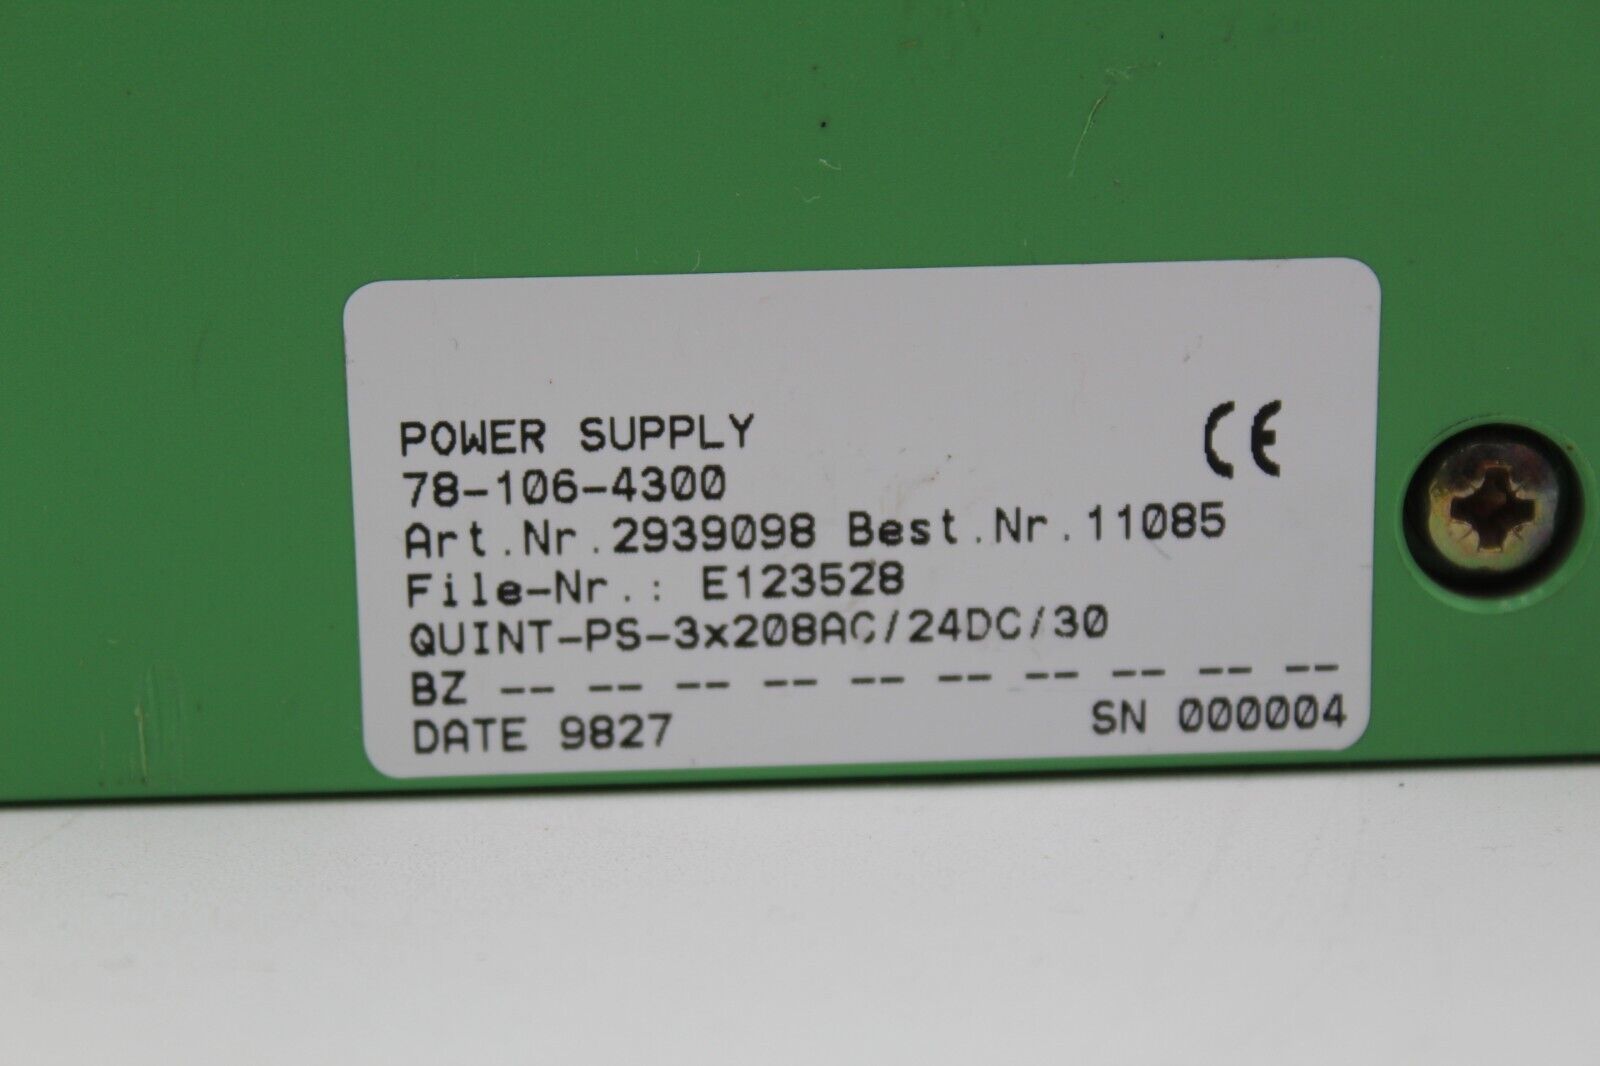 POWER SUPPLY
CE
78-106-4300
Art.Nr.2939098 Best.Nr.11085
File-Nr.: E123528
QUINT-PS-3x208AC/24DC/30
BZ -- -- -- -- -- -- -- -- -- --
DATE 9827 SN 000004